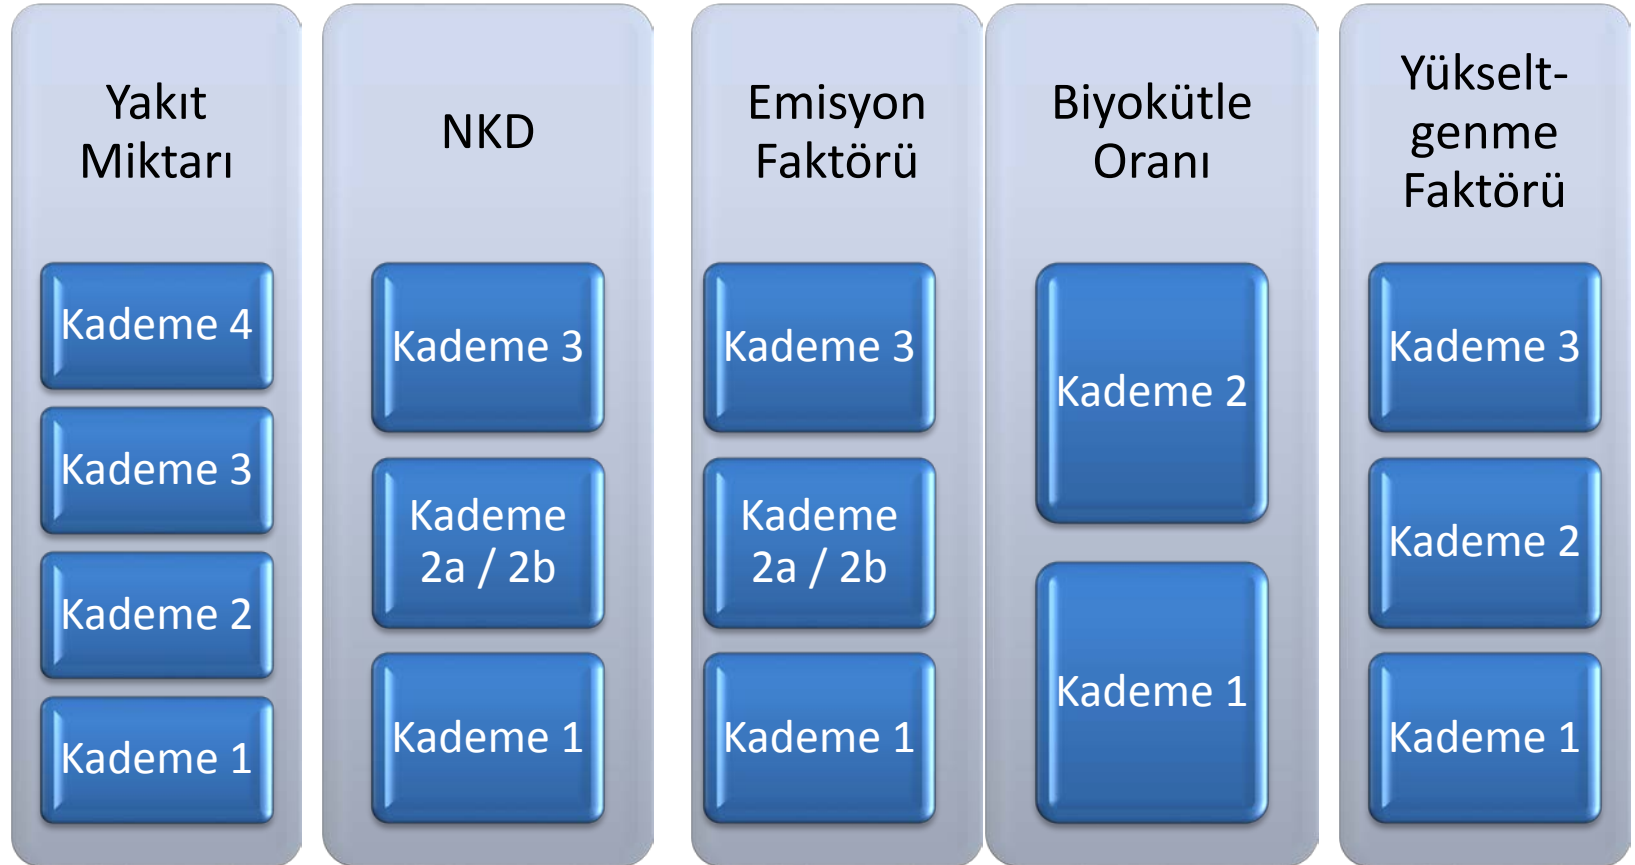 Yakıt
Miktarı
Kademe 4
Kademe 3
Kademe 2
Kademe 1
NKD
Kademe 3
Kademe
2a / 2b
Kademe 1
Emisyon
Faktörü
Kademe 3
Kademe
2a / 2b
Kademe 1
Biyokütle
Oranı
Kademe 2
Kademe 1
Yükselt-
genme
Faktörü
Kademe 3
Kademe 2
Kademe 1